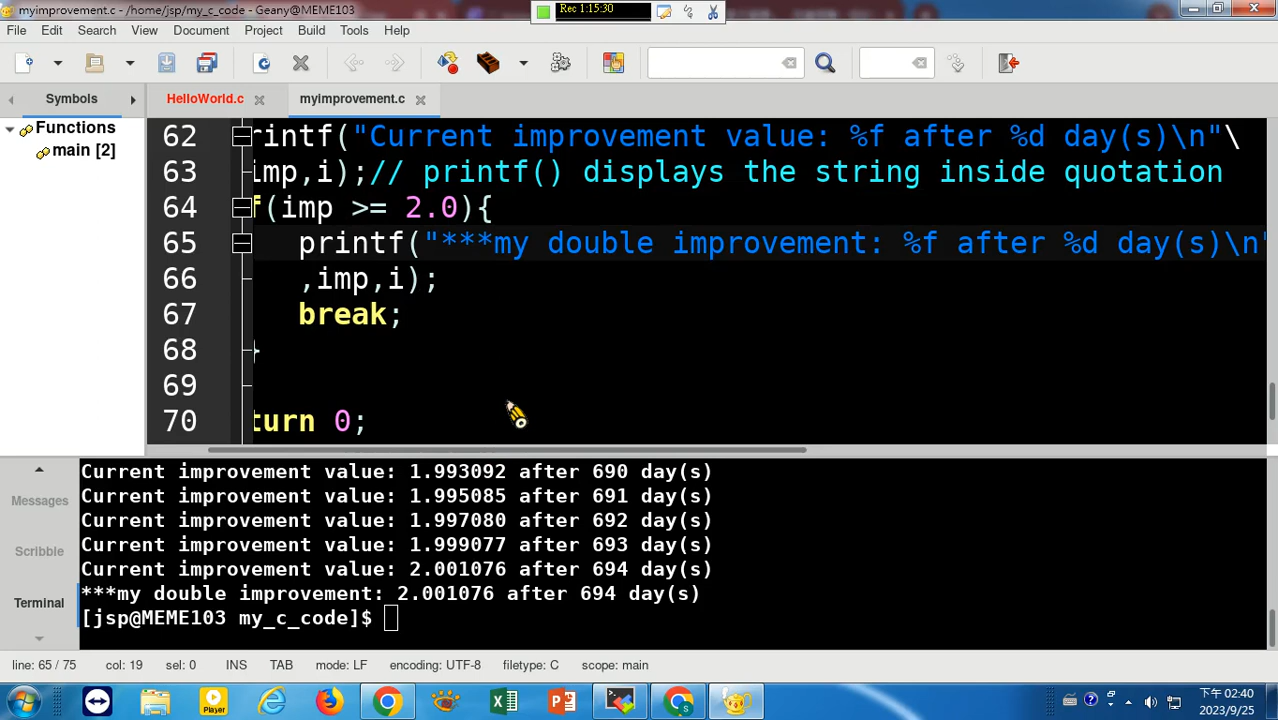 myimprovement.c - /home/jsp/my_c_code - Geany@MEME103
Rec 1:15:30
File Edit Search View Document Project Build Tools Help
Symbols
HelloWorld.c
myimprovement.c
Functions
main [2]
62 rintf("Current improvement value: %f after %d day(s)\n"\
63 imp,i);// printf() displays the string inside quotation
64 f(imp >= 2.0){
65 printf("***my double improvement: %f after %d day(s)\n"
66 ,imp,i);
67 break;
68 }
69
70 turn 0;
Messages
Scribble
Terminal
Current improvement value: 1.993092 after 690 day(s)
Current improvement value: 1.995085 after 691 day(s)
Current improvement value: 1.997080 after 692 day(s)
Current improvement value: 1.999077 after 693 day(s)
Current improvement value: 2.001076 after 694 day(s)
***my double improvement: 2.001076 after 694 day(s)
[jsp@MEME103 my_c_code]$
line: 65 / 75 col: 19 sel: 0 INS TAB mode: LF encoding: UTF-8 filetype: C scope: main
Player
下午 02:40
2023/9/25